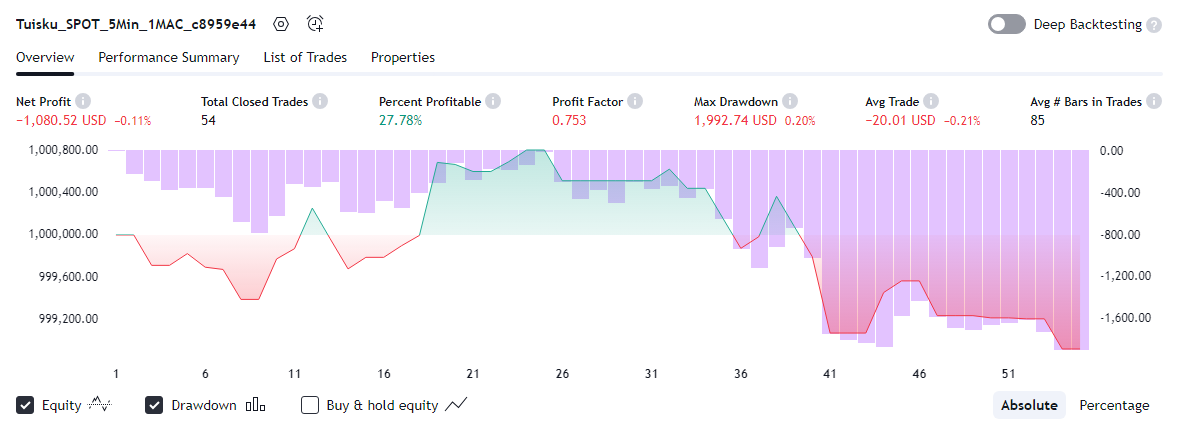 Tuisku_SPOT_5Min_1MAC_c8959e44
Deep Backtesting ?
Overview Performance Summary List of Trades Properties
Net Profit Total Closed Trades Percent Profitable Profit Factor Max Drawdown Avg Trade Avg # Bars in Trades
−1,080.52 USD −0.11% 54 27.78% 0.753 1,992.74 USD 0.20% −20.01 USD −0.21% 85
1,000,800.00 0.00
1,000,400.00 -400.00
1,000,000.00 -800.00
999,600.00 -1,200.00
999,200.00 -1,600.00
1 6 11 16 21 26 31 36 41 46 51
Equity Drawdown Buy & hold equity Absolute Percentage